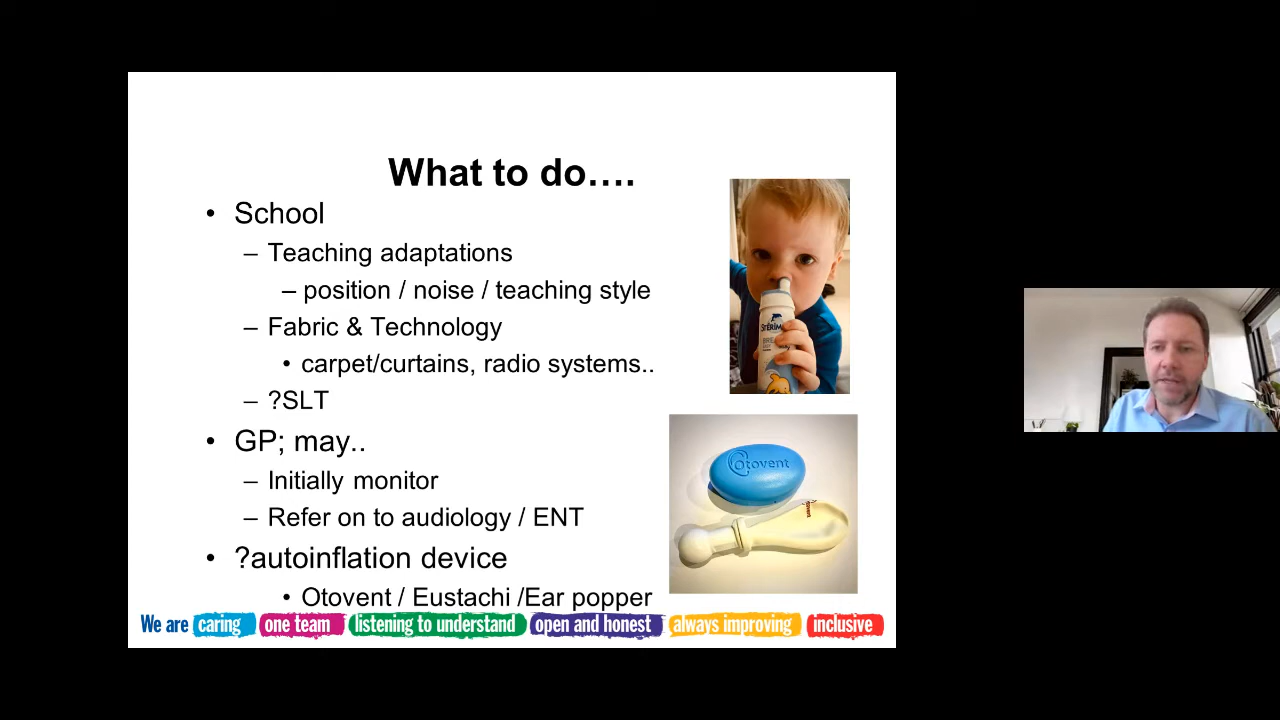 What to do….
• School
– Teaching adaptations
– position / noise / teaching style
– Fabric & Technology
• carpet/curtains, radio systems..
– ?SLT
• GP; may..
– Initially monitor
– Refer on to audiology / ENT
• ?autoinflation device
• Otovent / Eustachi /Ear popper
Otovent
We are caring one team listening to understand open and honest always improving inclusive